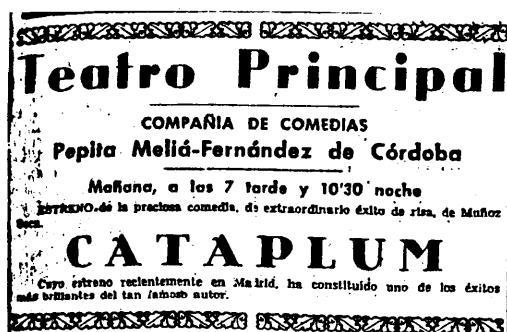 Teatro Principal
COMPAÑIA DE COMEDIAS
Pepita Meliá-Fernández de Córdoba
Mañana, a las 7 tarde y 10'30 noche
ESTRENO de la preciosa comedia, de extraordinario éxito de risa, de Muñoz
Seca.
CATAPLUM
Cuyo estreno recientemente en Madrid, ha constituído uno de los éxitos
más brillantes del tan famoso autor.